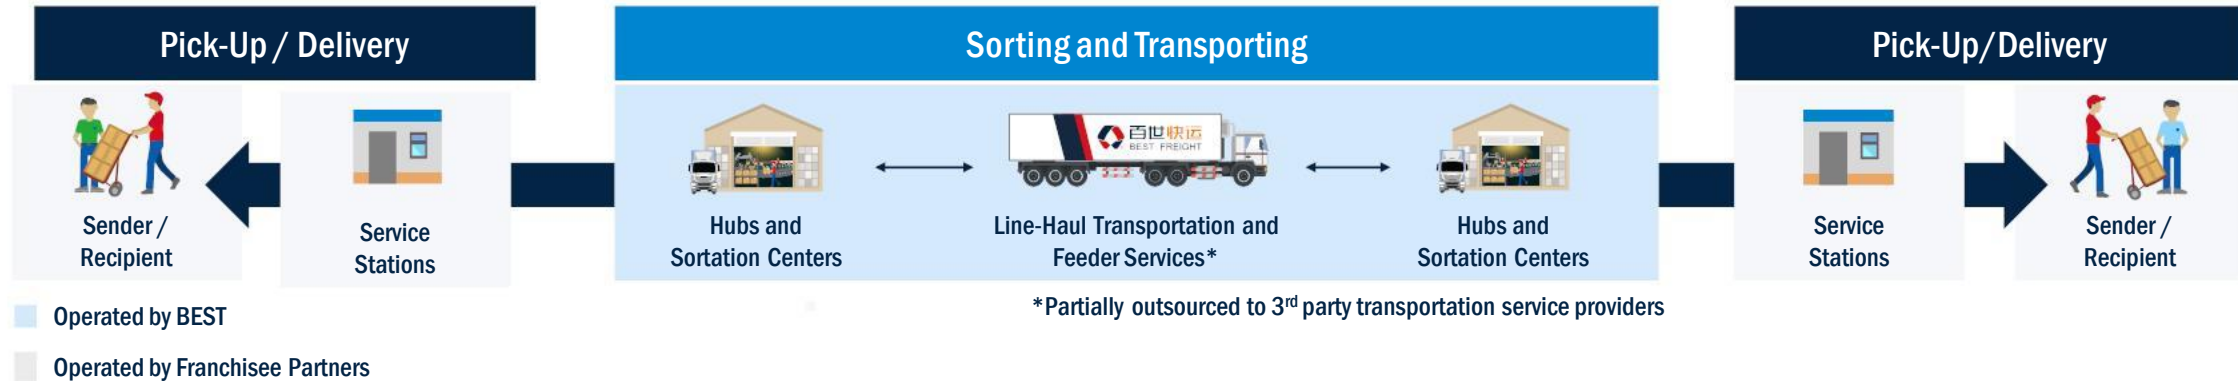 Pick-Up / Delivery
Sorting and Transporting
Pick-Up/Delivery
百世快运
BEST FREIGHT
Sender /
Recipient
Service
Stations
Hubs and
Sortation Centers
Line-Haul Transportation and
Feeder Services*
Hubs and
Sortation Centers
Service
Stations
Sender /
Recipient
*Partially outsourced to 3rd party transportation service providers
Operated by BEST
Operated by Franchisee Partners